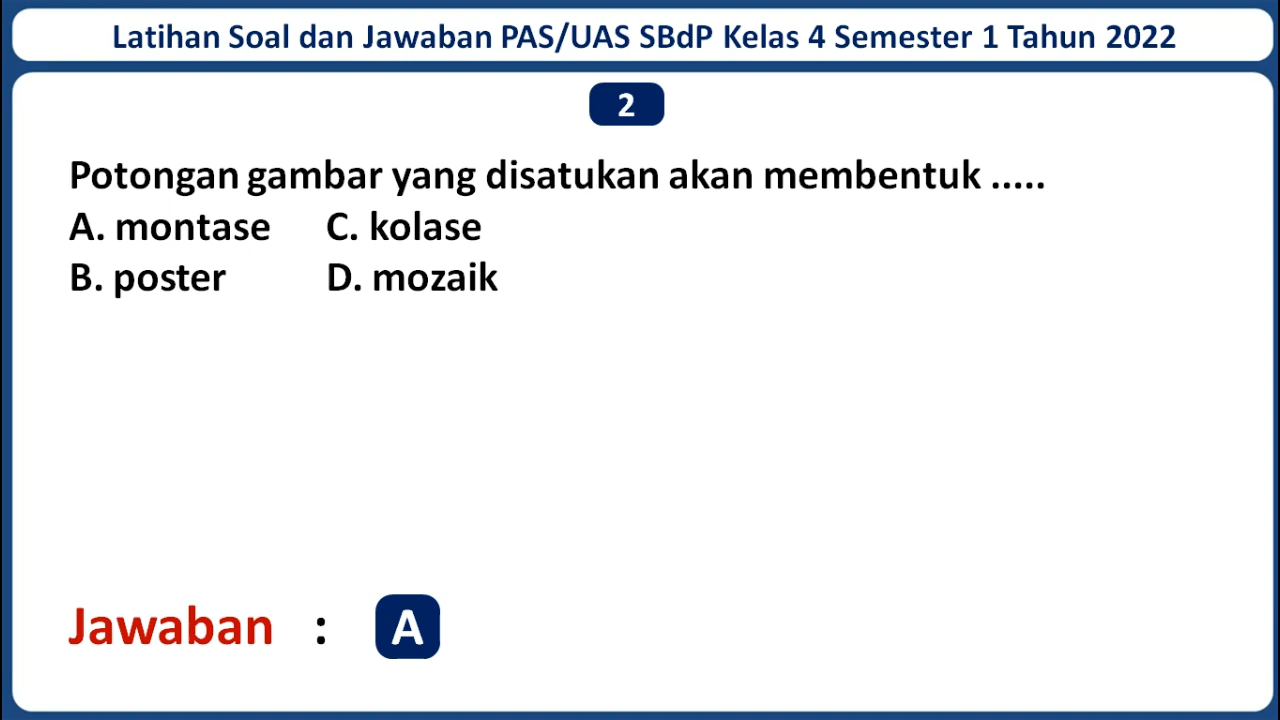 Latihan Soal dan Jawaban PAS/UAS SBdP Kelas 4 Semester 1 Tahun 2022
2
Potongan gambar yang disatukan akan membentuk .....
A. montase C. kolase
B. poster D. mozaik
Jawaban : A